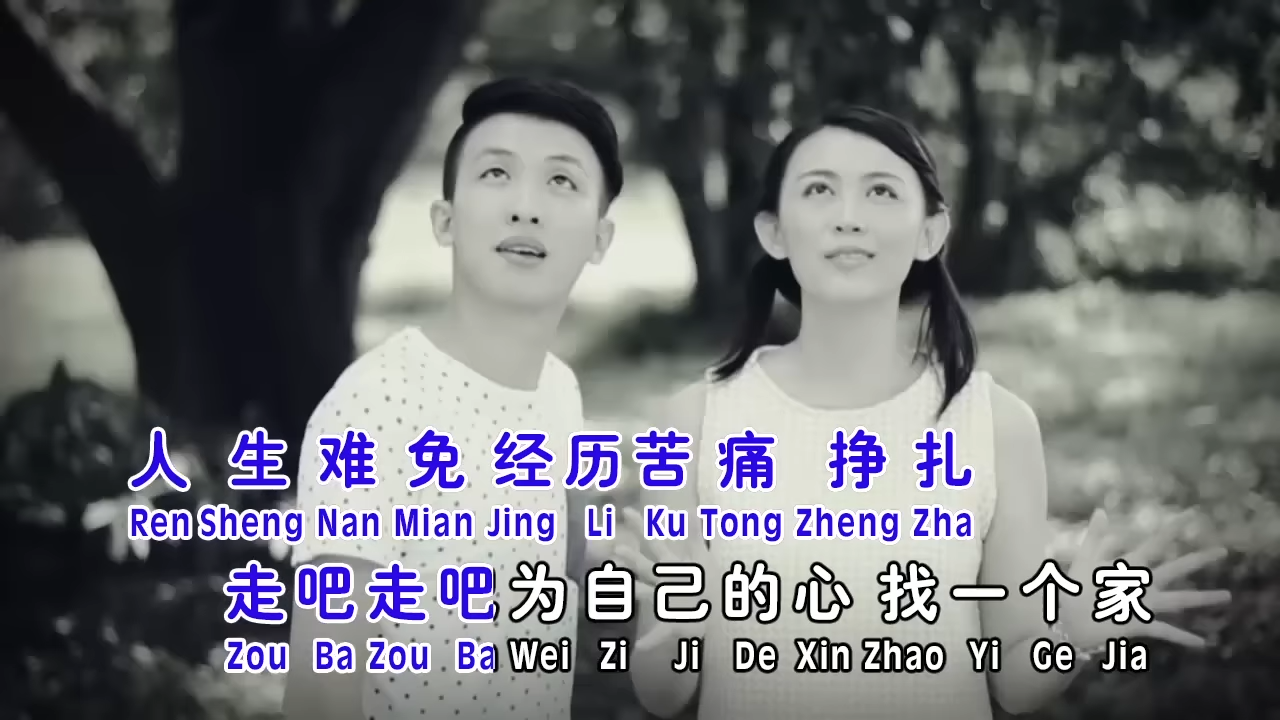 人生难免经历苦痛 挣扎
Ren Sheng Nan Mian Jing Li Ku Tong Zheng Zha
走吧走吧为自己的心 找一个家
Zou Ba Zou Ba Wei Zi Ji De Xin Zhao Yi Ge Jia